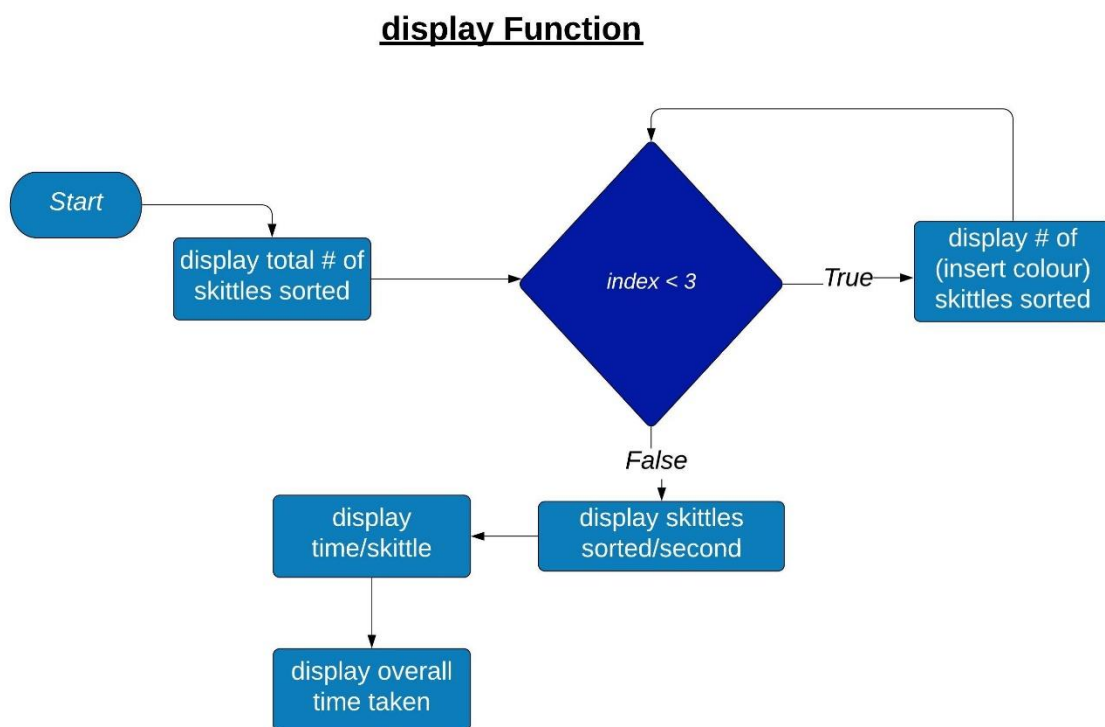 display Function
Start
display total # of
skittles sorted
index < 3
True
display # of
(insert colour)
skittles sorted
False
display skittles
sorted/second
display
time/skittle
display overall
time taken